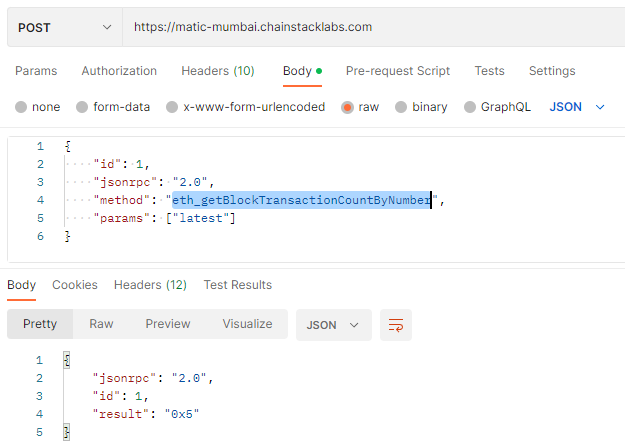 POST https://matic-mumbai.chainstacklabs.com
Params Authorization Headers (10) Body Pre-request Script Tests Settings
none form-data x-www-form-urlencoded raw binary GraphQL JSON
1 {
2 "id": 1,
3 "jsonrpc": "2.0",
4 "method": "eth_getBlockTransactionCountByNumber",
5 "params": ["latest"]
6 }
Body Cookies Headers (12) Test Results
Pretty Raw Preview Visualize JSON
1 {
2 "jsonrpc": "2.0",
3 "id": 1,
4 "result": "0x5"
5 }